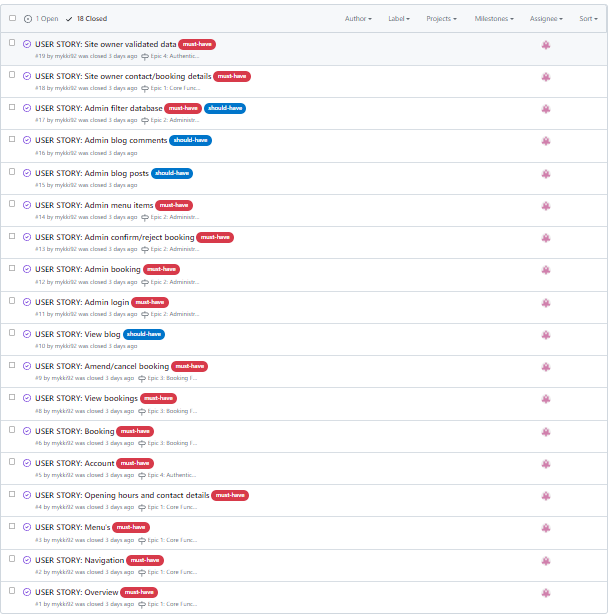 1 Open 18 Closed Author Label Projects Milestones Assignee Sort
USER STORY: Site owner validated data must-have
#19 by mykki92 was closed 3 days ago Epic 4: Authentic...
USER STORY: Site owner contact/booking details must-have
#18 by mykki92 was closed 3 days ago Epic 1: Core Func...
USER STORY: Admin filter database must-have should-have
#17 by mykki92 was closed 3 days ago Epic 2: Administr...
USER STORY: Admin blog comments should-have
#16 by mykki92 was closed 3 days ago
USER STORY: Admin blog posts should-have
#15 by mykki92 was closed 3 days ago
USER STORY: Admin menu items must-have
#14 by mykki92 was closed 3 days ago Epic 2: Administr...
USER STORY: Admin confirm/reject booking must-have
#13 by mykki92 was closed 3 days ago Epic 2: Administr...
USER STORY: Admin booking must-have
#12 by mykki92 was closed 3 days ago Epic 2: Administr...
USER STORY: Admin login must-have
#11 by mykki92 was closed 3 days ago Epic 2: Administr...
USER STORY: View blog should-have
#10 by mykki92 was closed 3 days ago
USER STORY: Amend/cancel booking must-have
#9 by mykki92 was closed 3 days ago Epic 3: Booking F...
USER STORY: View bookings must-have
#8 by mykki92 was closed 3 days ago Epic 3: Booking F...
USER STORY: Booking must-have
#6 by mykki92 was closed 3 days ago Epic 3: Booking F...
USER STORY: Account must-have
#5 by mykki92 was closed 3 days ago Epic 4: Authentic...
USER STORY: Opening hours and contact details must-have
#4 by mykki92 was closed 3 days ago Epic 1: Core Func...
USER STORY: Menu's must-have
#3 by mykki92 was closed 3 days ago Epic 1: Core Func...
USER STORY: Navigation must-have
#2 by mykki92 was closed 3 days ago Epic 1: Core Func...
USER STORY: Overview must-have
#1 by mykki92 was closed 3 days ago Epic 1: Core Func...